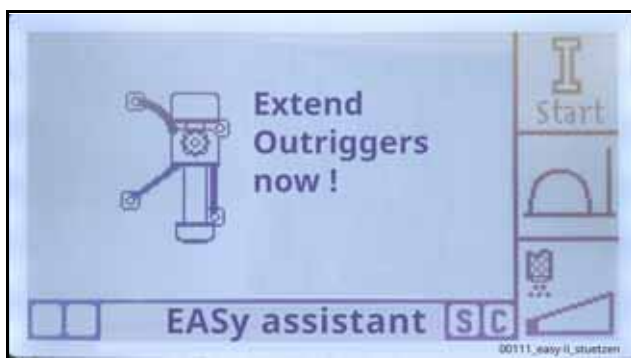 Extend
Outriggers
now !
Start
EASy assistant S C
00111_easy-ii_stuetzen